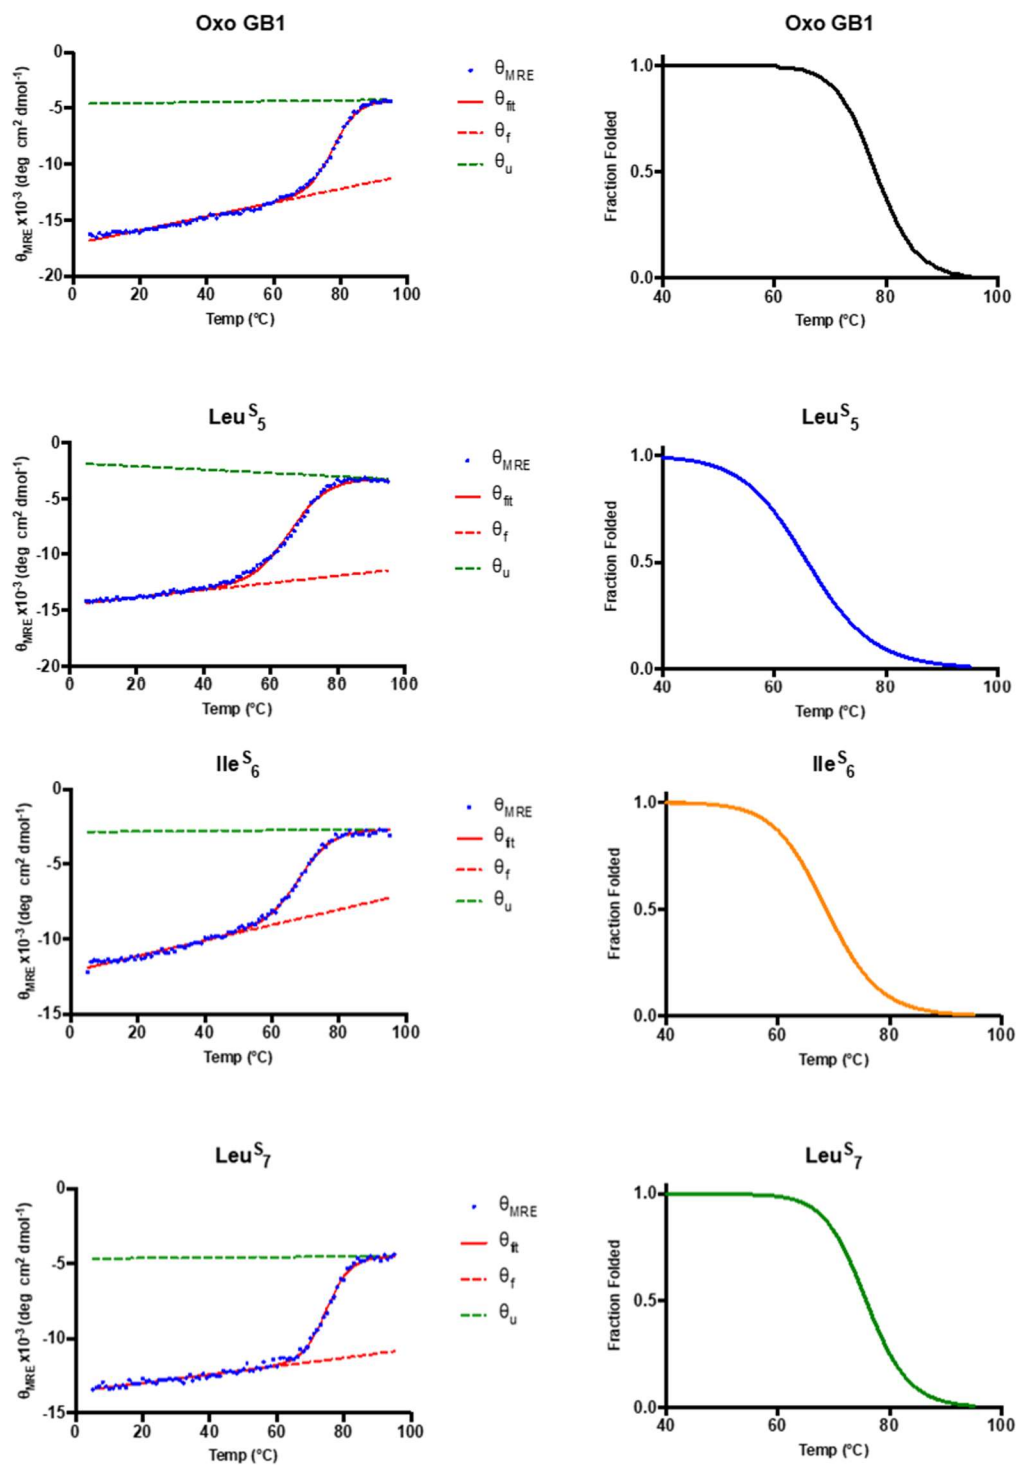 Oxo GB1
θMRE x10-3 (deg cm2 dmol-1)
0
-5
-10
-15
-20
0 20 40 60 80 100
Temp (°C)
θMRE
θfit
θf
θu
Oxo GB1
Fraction Folded
1.0
0.5
0.0
40 60 80 100
Temp (°C)
LeuS5
θMRE x10-3 (deg cm2 dmol-1)
0
-5
-10
-15
-20
0 20 40 60 80 100
Temp (°C)
θMRE
θfit
θf
θu
LeuS5
Fraction Folded
1.0
0.5
0.0
40 60 80 100
Temp (°C)
IleS6
θMRE x10-3 (deg cm2 dmol-1)
0
-5
-10
-15
0 20 40 60 80 100
Temp (°C)
θMRE
θfit
θf
θu
IleS6
Fraction Folded
1.0
0.5
0.0
40 60 80 100
Temp (°C)
LeuS7
θMRE x10-3 (deg cm2 dmol-1)
0
-5
-10
-15
0 20 40 60 80 100
Temp (°C)
θMRE
θfit
θf
θu
LeuS7
Fraction Folded
1.0
0.5
0.0
40 60 80 100
Temp (°C)